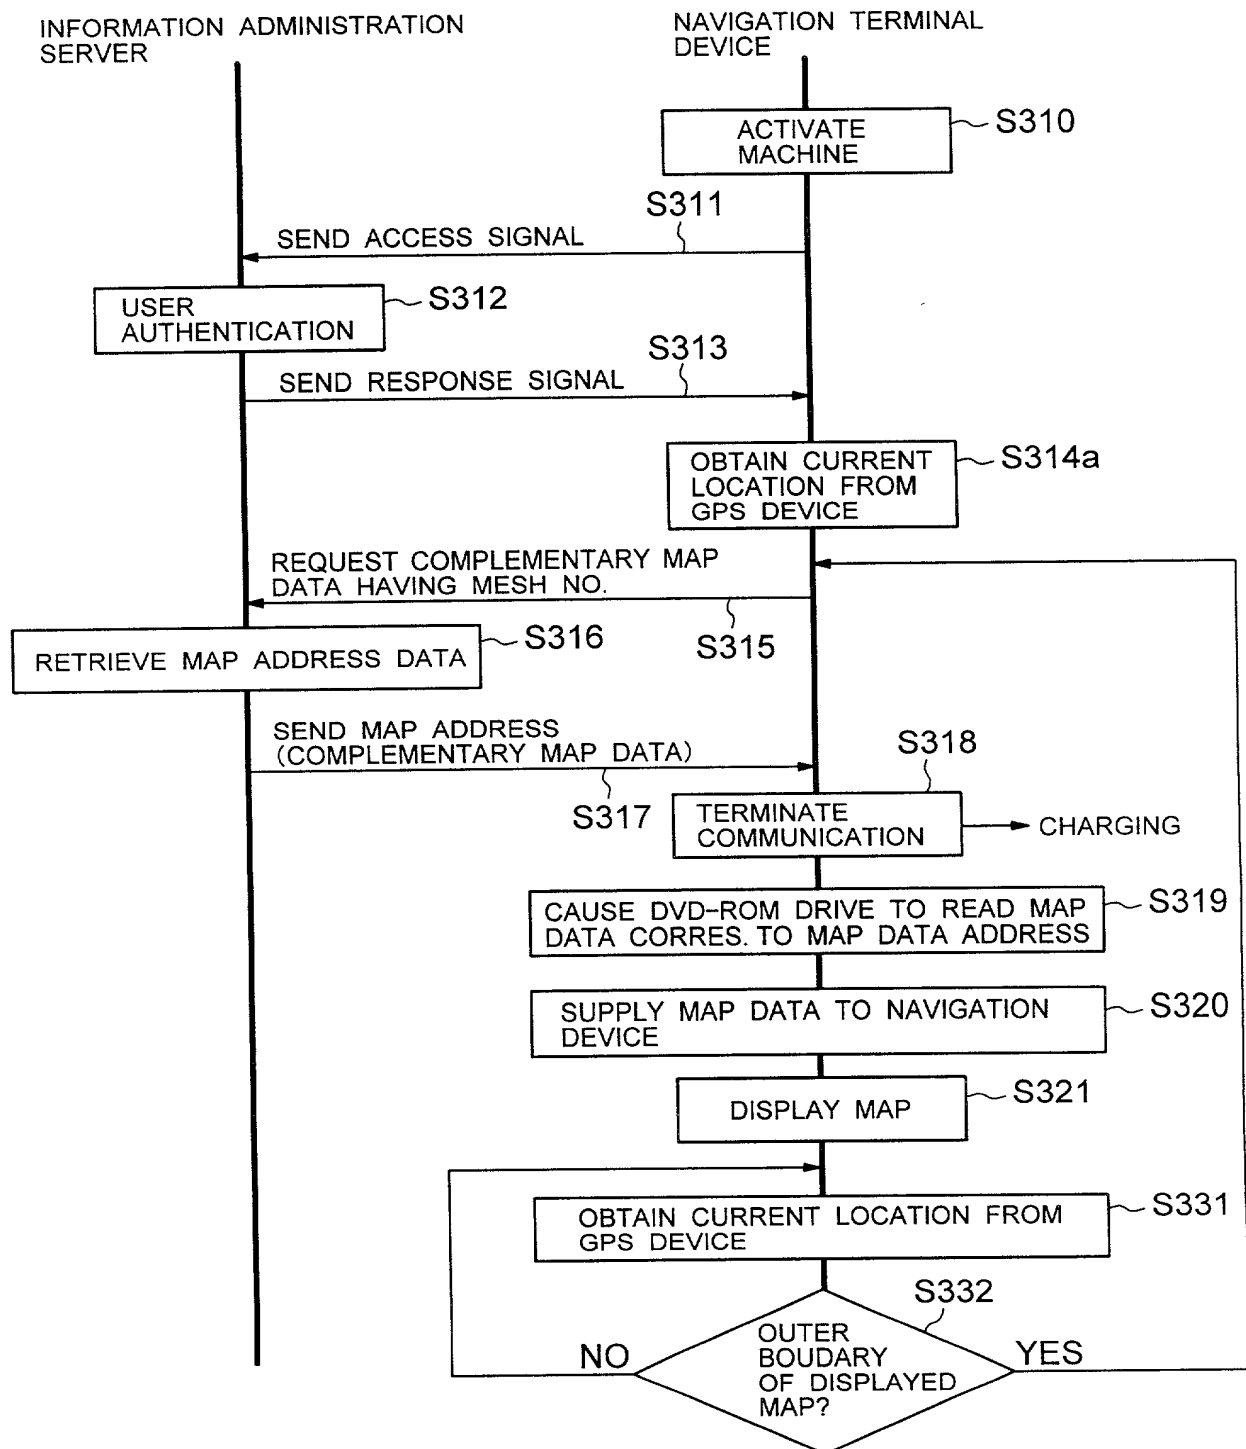 INFORMATION ADMINISTRATION
SERVER
NAVIGATION TERMINAL
DEVICE
ACTIVATE
MACHINE
S310
S311
SEND ACCESS SIGNAL
USER
AUTHENTICATION
S312
S313
SEND RESPONSE SIGNAL
OBTAIN CURRENT
LOCATION FROM
GPS DEVICE
S314a
REQUEST COMPLEMENTARY MAP
DATA HAVING MESH NO.
S315
S316
RETRIEVE MAP ADDRESS DATA
SEND MAP ADDRESS
(COMPLEMENTARY MAP DATA)
S317
S318
TERMINATE
COMMUNICATION
CHARGING
CAUSE DVD-ROM DRIVE TO READ MAP
DATA CORRES. TO MAP DATA ADDRESS
S319
SUPPLY MAP DATA TO NAVIGATION
DEVICE
S320
DISPLAY MAP
S321
OBTAIN CURRENT LOCATION FROM
GPS DEVICE
S331
S332
OUTER
BOUDARY
OF DISPLAYED
MAP?
NO
YES